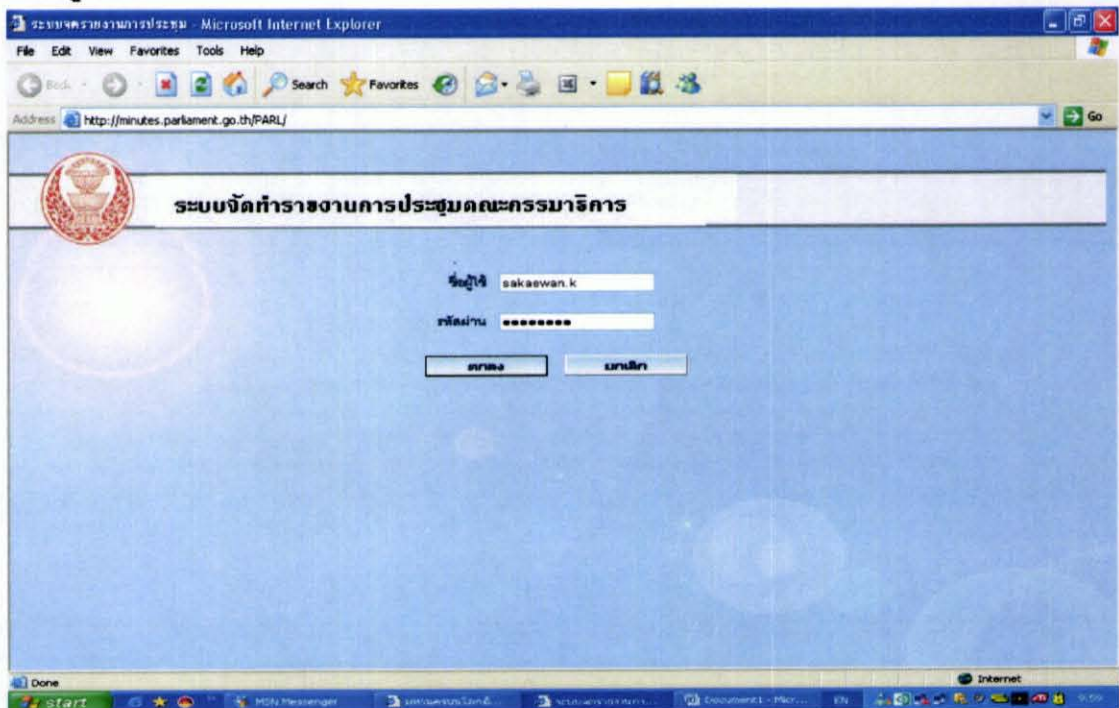 ระบบจดรายงานการประชุม - Microsoft Internet Explorer
File Edit View Favorites Tools Help
Back Search Favorites
Address http://minutes.parliament.go.th/PARL/ Go
ระบบจัดทำรายงานการประชุมคณะกรรมาธิการ
ชื่อผู้ใช้ sakaewan.k
รหัสผ่าน ●●●●●●●●
ตกลง ยกเลิก
Done Internet
start MSN Messenger Document1 - Micr... EN 9:59